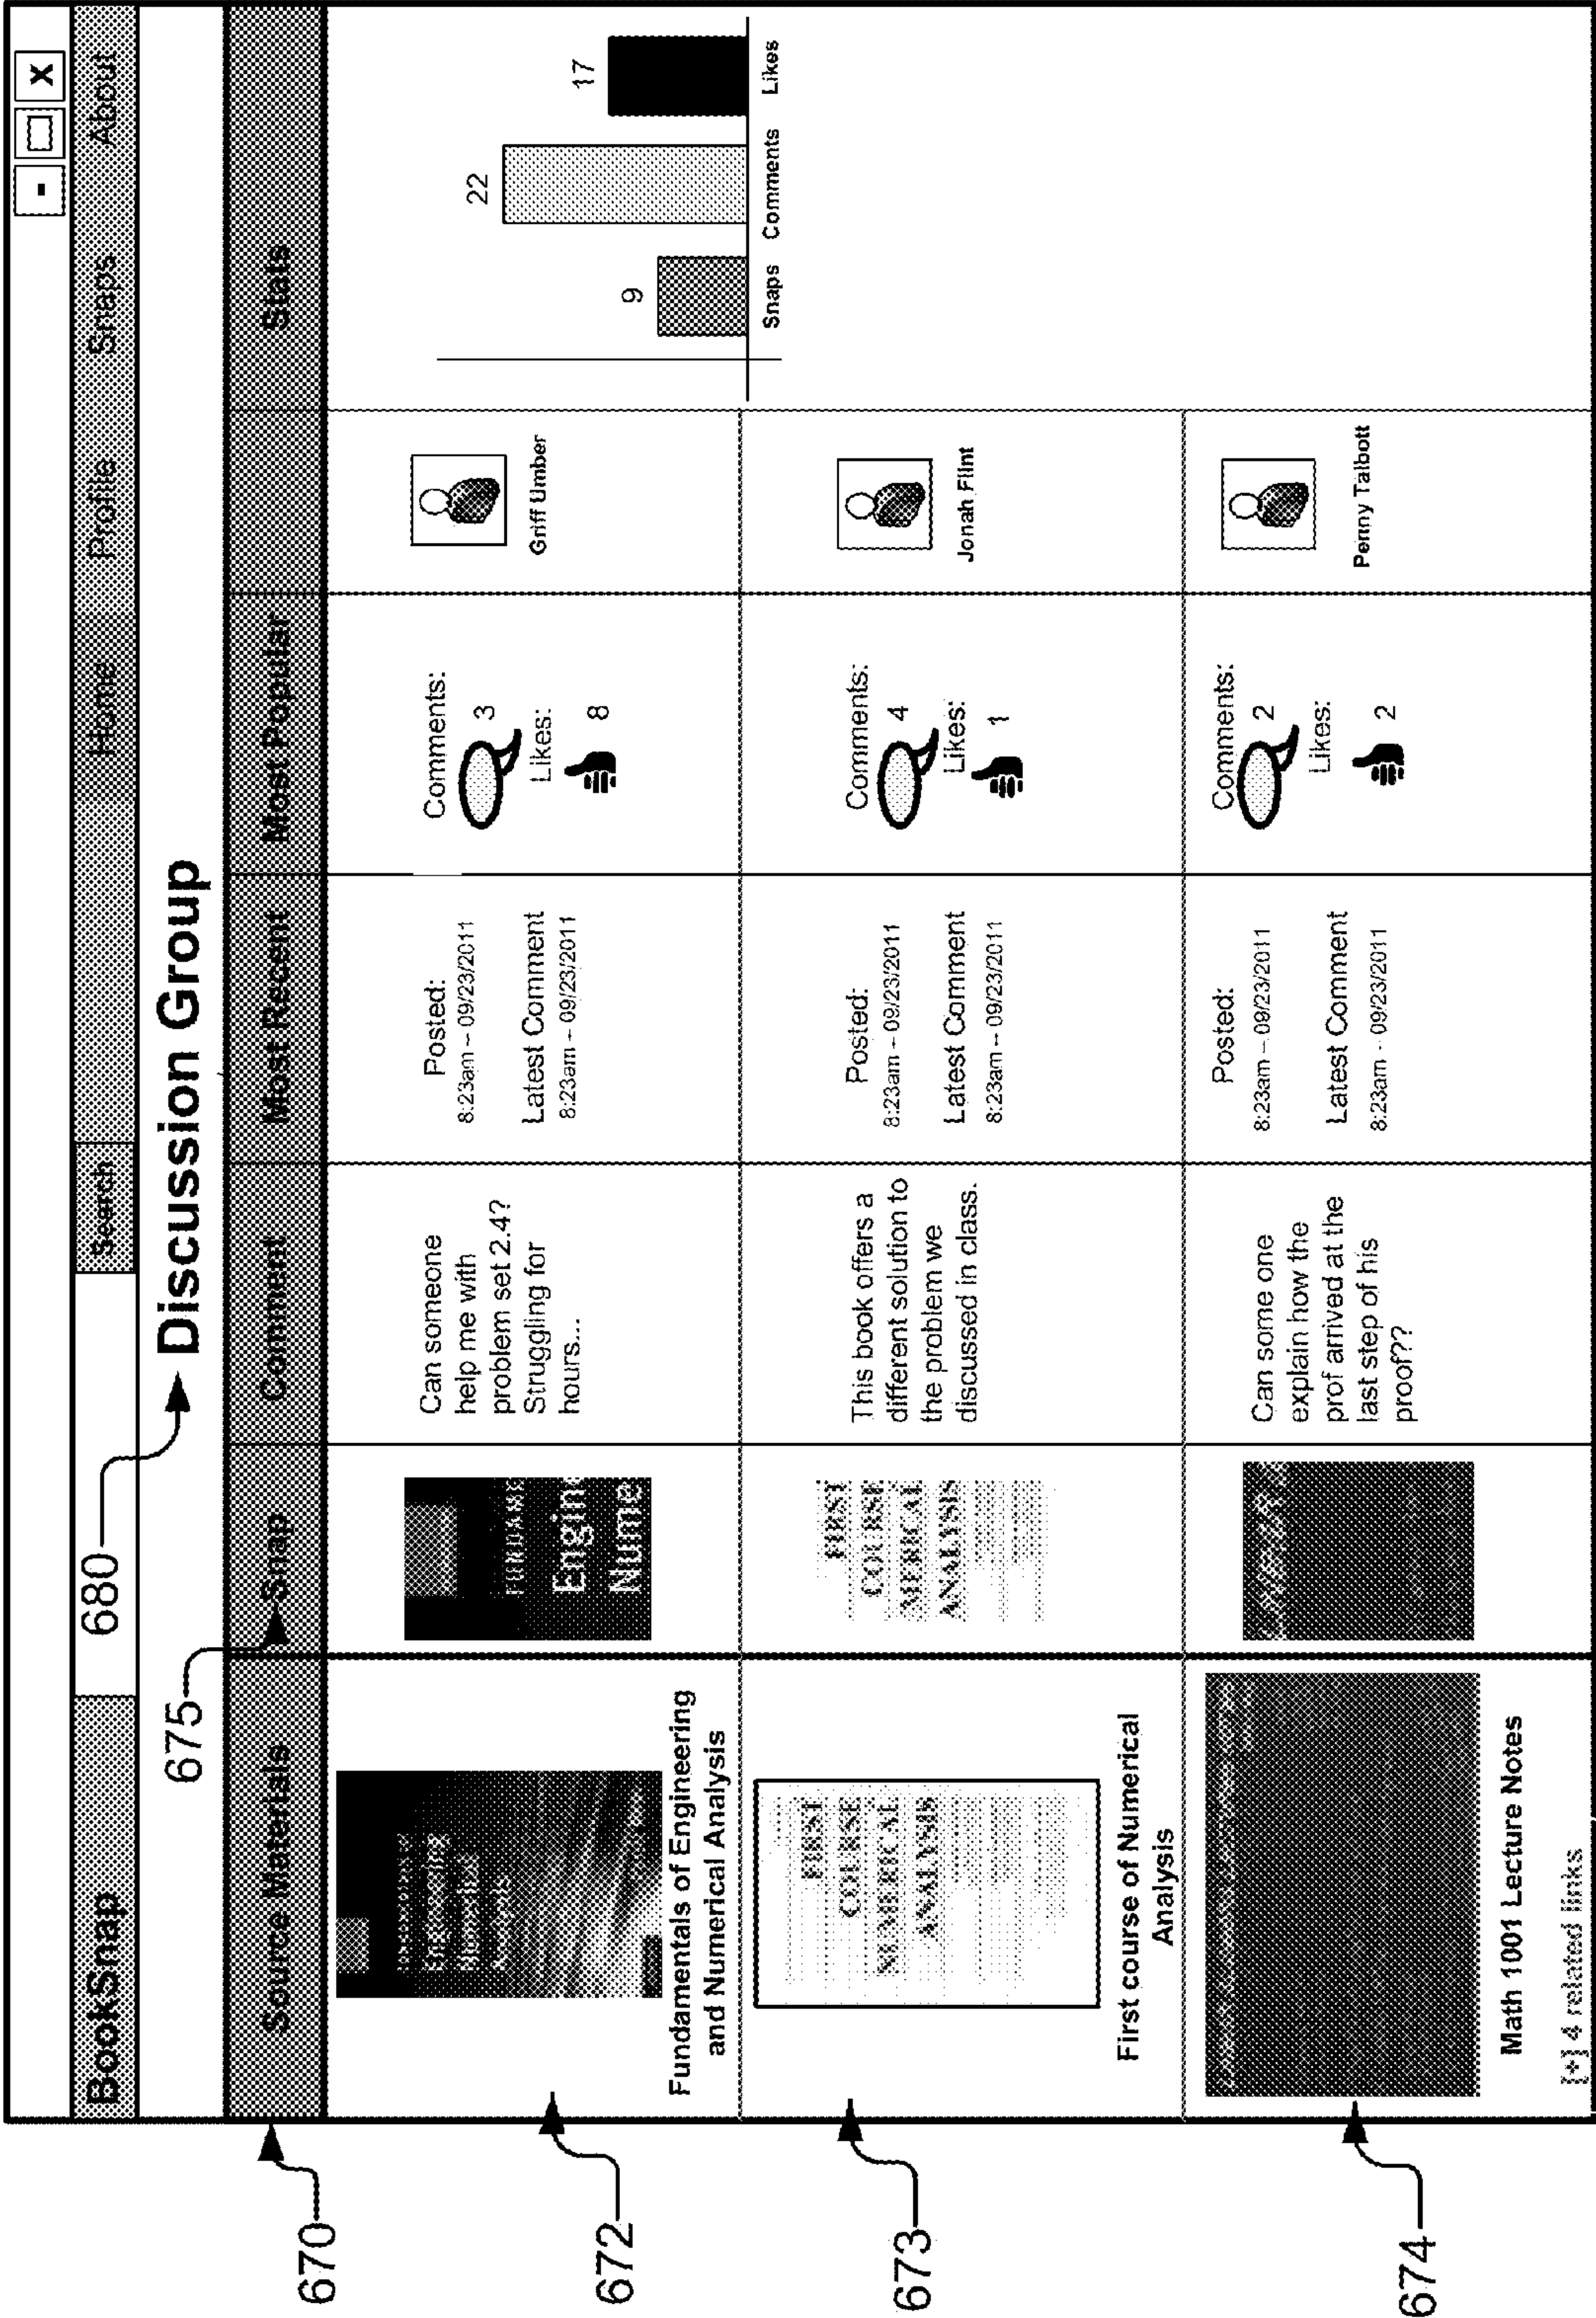 BookSnap
Search
Home
Profile
Snaps
About
-
X
680
Discussion Group
675
670
Source Materials
Snap
Comment
Most Recent
Most Popular
Stats
672
Fundamentals of Engineering
and Numerical Analysis
FUNDAME
Engin
Nume
Can someone
help me with
problem set 2.4?
Struggling for
hours...
Posted:
8:23am – 09/23/2011
Latest Comment
8:23am – 09/23/2011
Comments:
3
Likes:
8
Griff Umber
9
22
17
Snaps
Comments
Likes
673
FIRST
COURSE
NUMERICAL
ANALYSIS
First course of Numerical
Analysis
FIRST
COURSE
MERICAL
ANALYSIS
This book offers a
different solution to
the problem we
discussed in class.
Posted:
8:23am – 09/23/2011
Latest Comment
8:23am – 09/23/2011
Comments:
4
Likes:
1
Jonah Flint
674
Math 1001 Lecture Notes
[+] 4 related links
Can some one
explain how the
prof arrived at the
last step of his
proof??
Posted:
8:23am – 09/23/2011
Latest Comment
8:23am – 09/23/2011
Comments:
2
Likes:
2
Penny Talbott